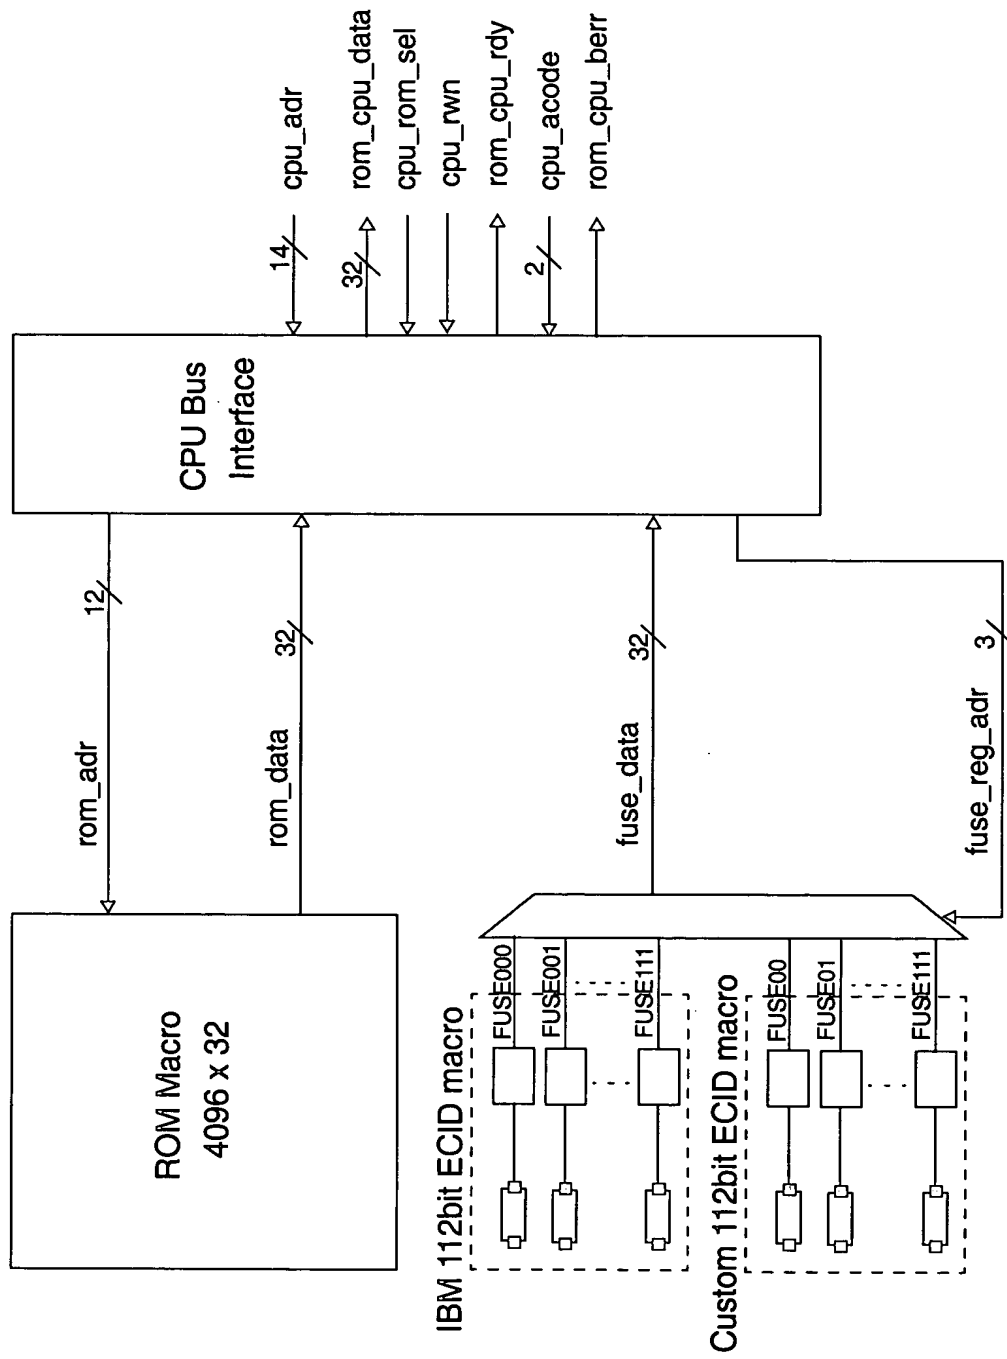 ROM Macro
4096 x 32
rom_adr
12
rom_data
32
CPU Bus
Interface
14
cpu_adr
32
rom_cpu_data
cpu_rom_sel
cpu_rwn
rom_cpu_rdy
2
cpu_acode
rom_cpu_berr
IBM 112bit ECID macro
FUSE000
FUSE001
FUSE111
fuse_data
32
Custom 112bit ECID macro
FUSE00
FUSE01
FUSE111
fuse_reg_adr
3